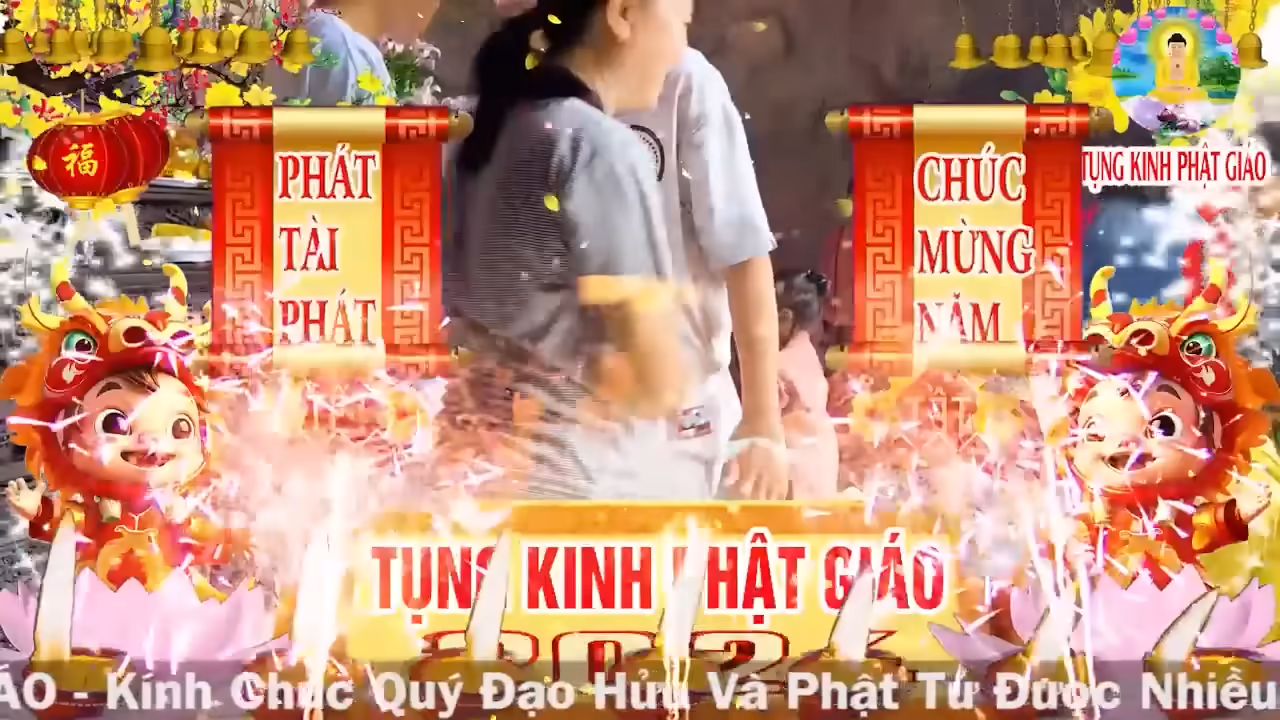 福
PHÁT
TÀI
PHÁT
CHÚC
MỪNG
NĂM
TỤNG KINH PHẬT GIÁO
TỤNG KINH PHẬT GIÁO
ÁO - Kính Chúc Quý Đạo Hửu Và Phật Tử Được Nhiều